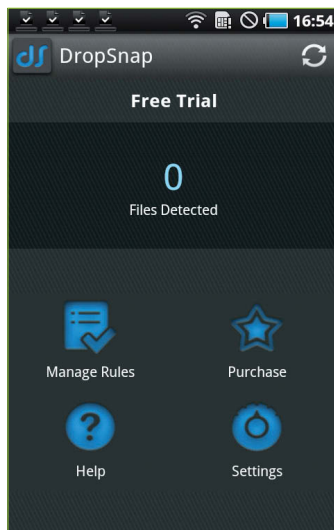 16:54
DropSnap
Free Trial
0
Files Detected
Manage Rules
Purchase
Help
Settings